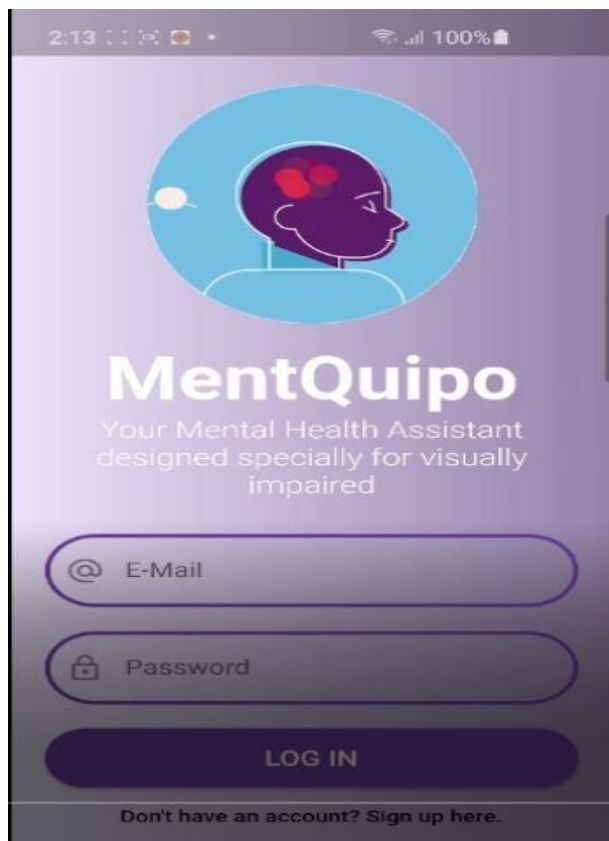 2:13
100%
MentQuipo
Your Mental Health Assistant
designed specially for visually
impaired
@ E-Mail
Password
LOG IN
Don't have an account? Sign up here.